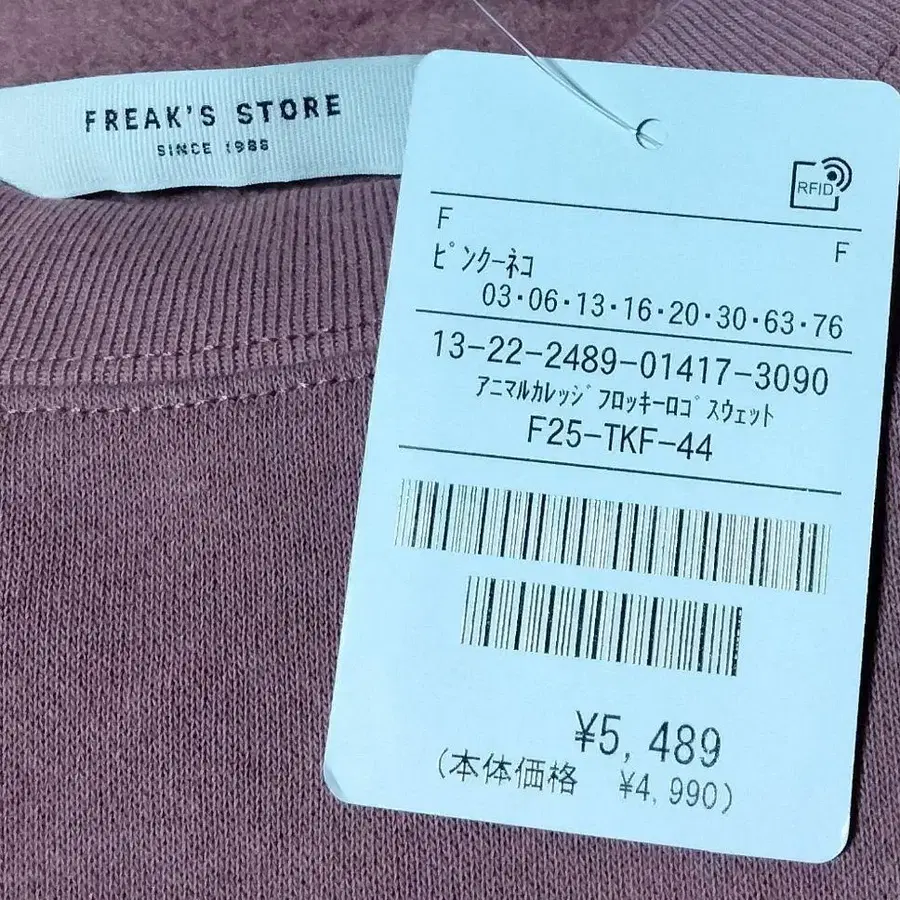 FREAK'S STORE
SINCE 1988
RFID
F
F
ﾋﾟﾝｸｰﾈｺ
03・06・13・16・20・30・63・76
13-22-2489-01417-3090
ｱﾆﾏﾙｶﾚｯｼﾞﾌﾛｯｷｰﾛｺﾞｽｳｪｯﾄ
F25-TKF-44
¥5,489
(本体価格 ¥4,990)